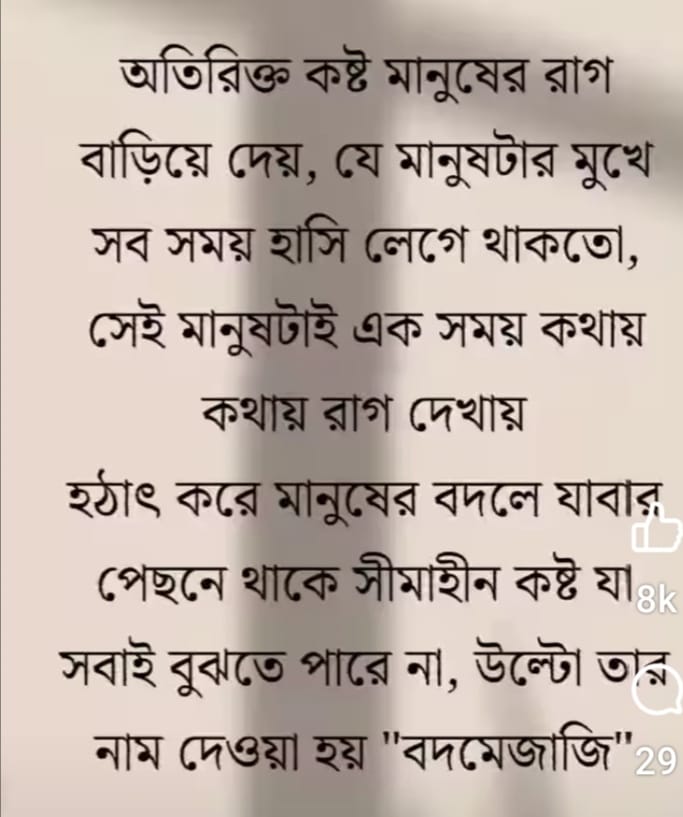 অতিরিক্ত কষ্ট মানুষের রাগ
বাড়িয়ে দেয়, যে মানুষটার মুখে
সব সময় হাসি লেগে থাকতো,
সেই মানুষটাই এক সময় কথায়
কথায় রাগ দেখায়
হঠাৎ করে মানুষের বদলে যাবার
পেছনে থাকে সীমাহীন কষ্ট যা
8k
সবাই বুঝতে পারে না, উল্টো তার
নাম দেওয়া হয় "বদমেজাজি"
29